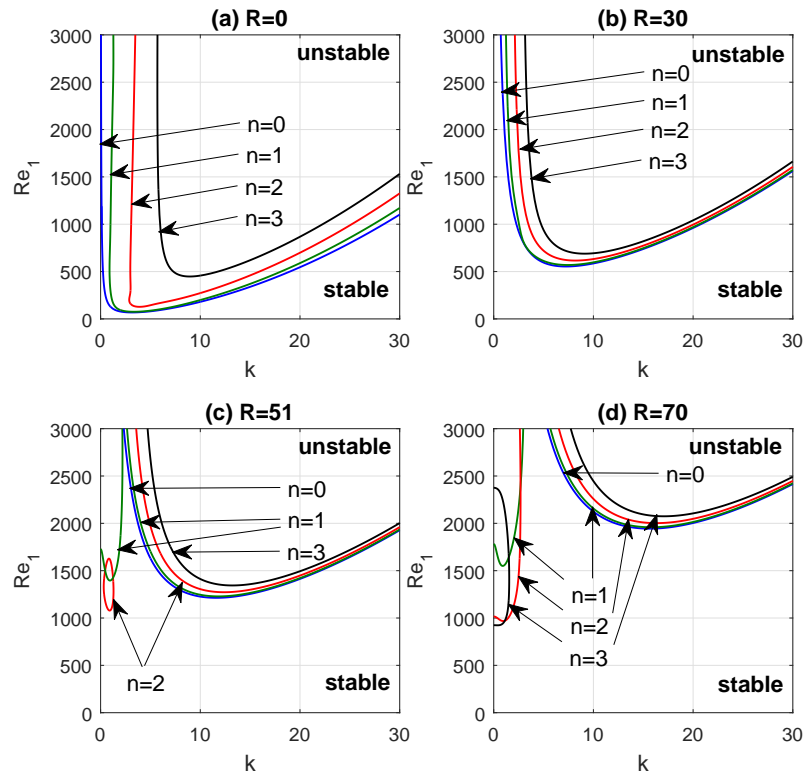 (a) R=0
3000
2500
2000
1500
1000
500
0
Re1
unstable
n=0
n=1
n=2
n=3
stable
0
10
20
30
k
(b) R=30
3000
2500
2000
1500
1000
500
0
Re1
unstable
n=0
n=1
n=2
n=3
stable
0
10
20
30
k
(c) R=51
3000
2500
2000
1500
1000
500
0
Re1
unstable
n=0
n=1
n=3
n=2
stable
0
10
20
30
k
(d) R=70
3000
2500
2000
1500
1000
500
0
Re1
unstable
n=0
n=1
n=2
n=3
stable
0
10
20
30
k